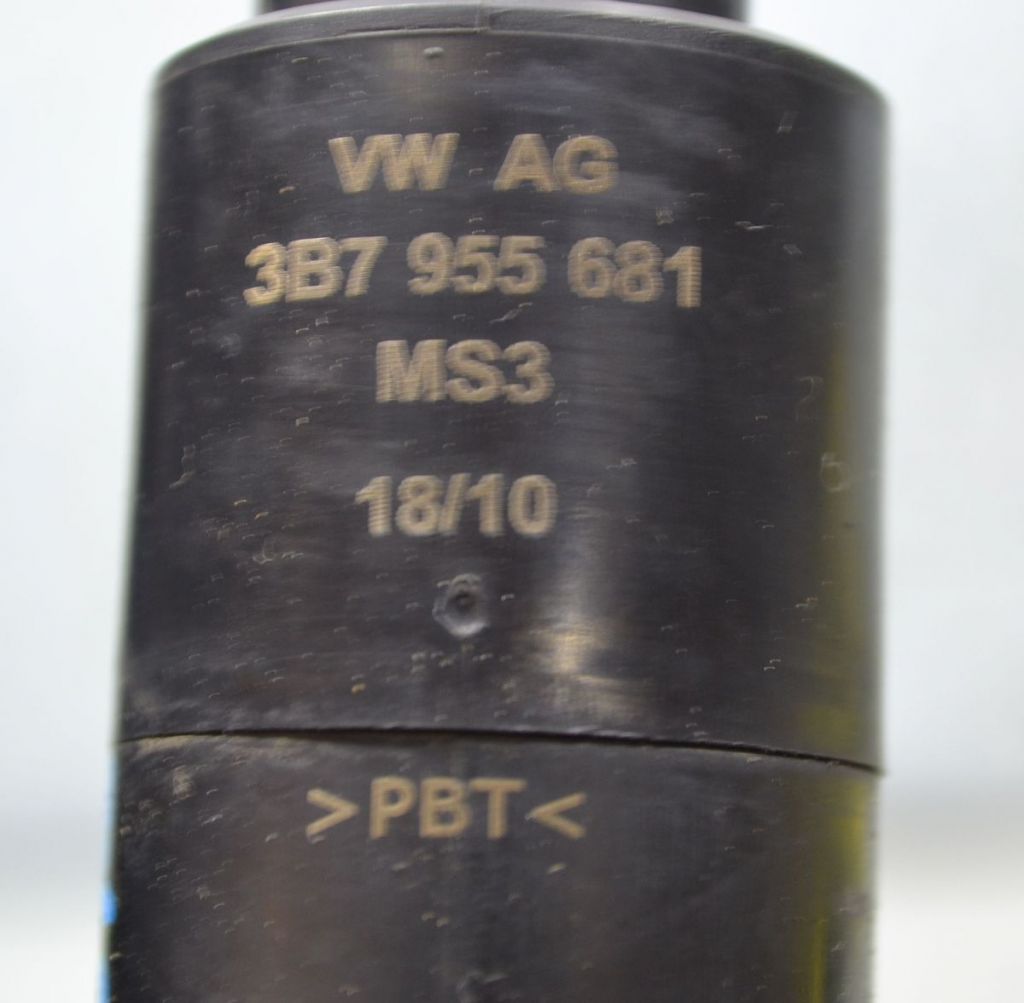 VW AG
3B7 955 681
MS3
18/10
>PBT<